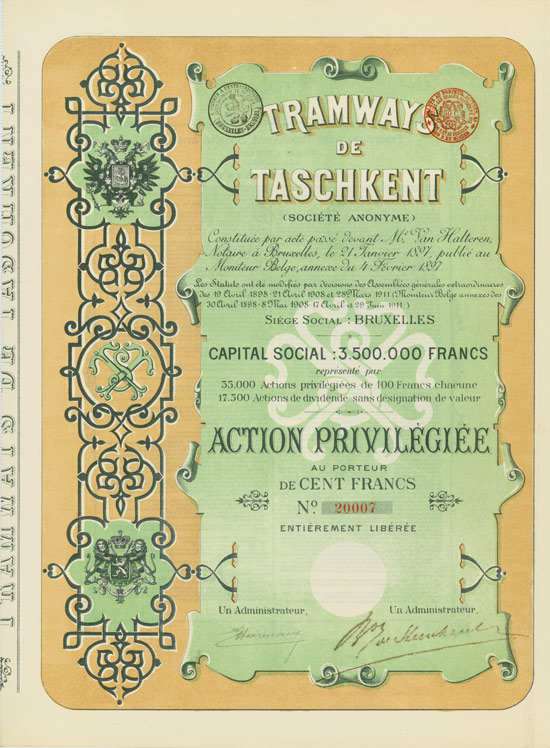 TRAMWAYS
DE
TASCHKENT
(SOCIÉTÉ ANONYME)
Constituée par acte passé devant Me Van Halteren,
Notaire à Bruxelles, le 21 Janvier 1897, publié au
Moniteur Belge, annexe du 4 Février 1897
Les Statuts ont été modifiés par décisions des Assemblées générales extraordinaires
des 19 Avril 1898 - 21 Avril 1908 et 28 Mars 1911 (Moniteur Belge annexes des
30 Avril 1898 - 8 Mai 1908 - 17 Avril et 29 Juin 1911.)
SIÈGE SOCIAL : BRUXELLES
CAPITAL SOCIAL : 3.500.000 FRANCS
représenté par
35.000 Actions privilégiées de 100 Francs chacune
17.500 Actions de dividende sans désignation de valeur
ACTION PRIVILÉGIÉE
AU PORTEUR
DE CENT FRANCS
No 20007
ENTIÈREMENT LIBÉRÉE
Un Administrateur, Un Administrateur,